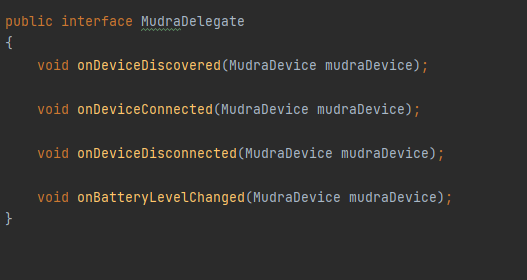 public interface MudraDelegate
{
    void onDeviceDiscovered(MudraDevice mudraDevice);
    void onDeviceConnected(MudraDevice mudraDevice);
    void onDeviceDisconnected(MudraDevice mudraDevice);
    void onBatteryLevelChanged(MudraDevice mudraDevice);
}